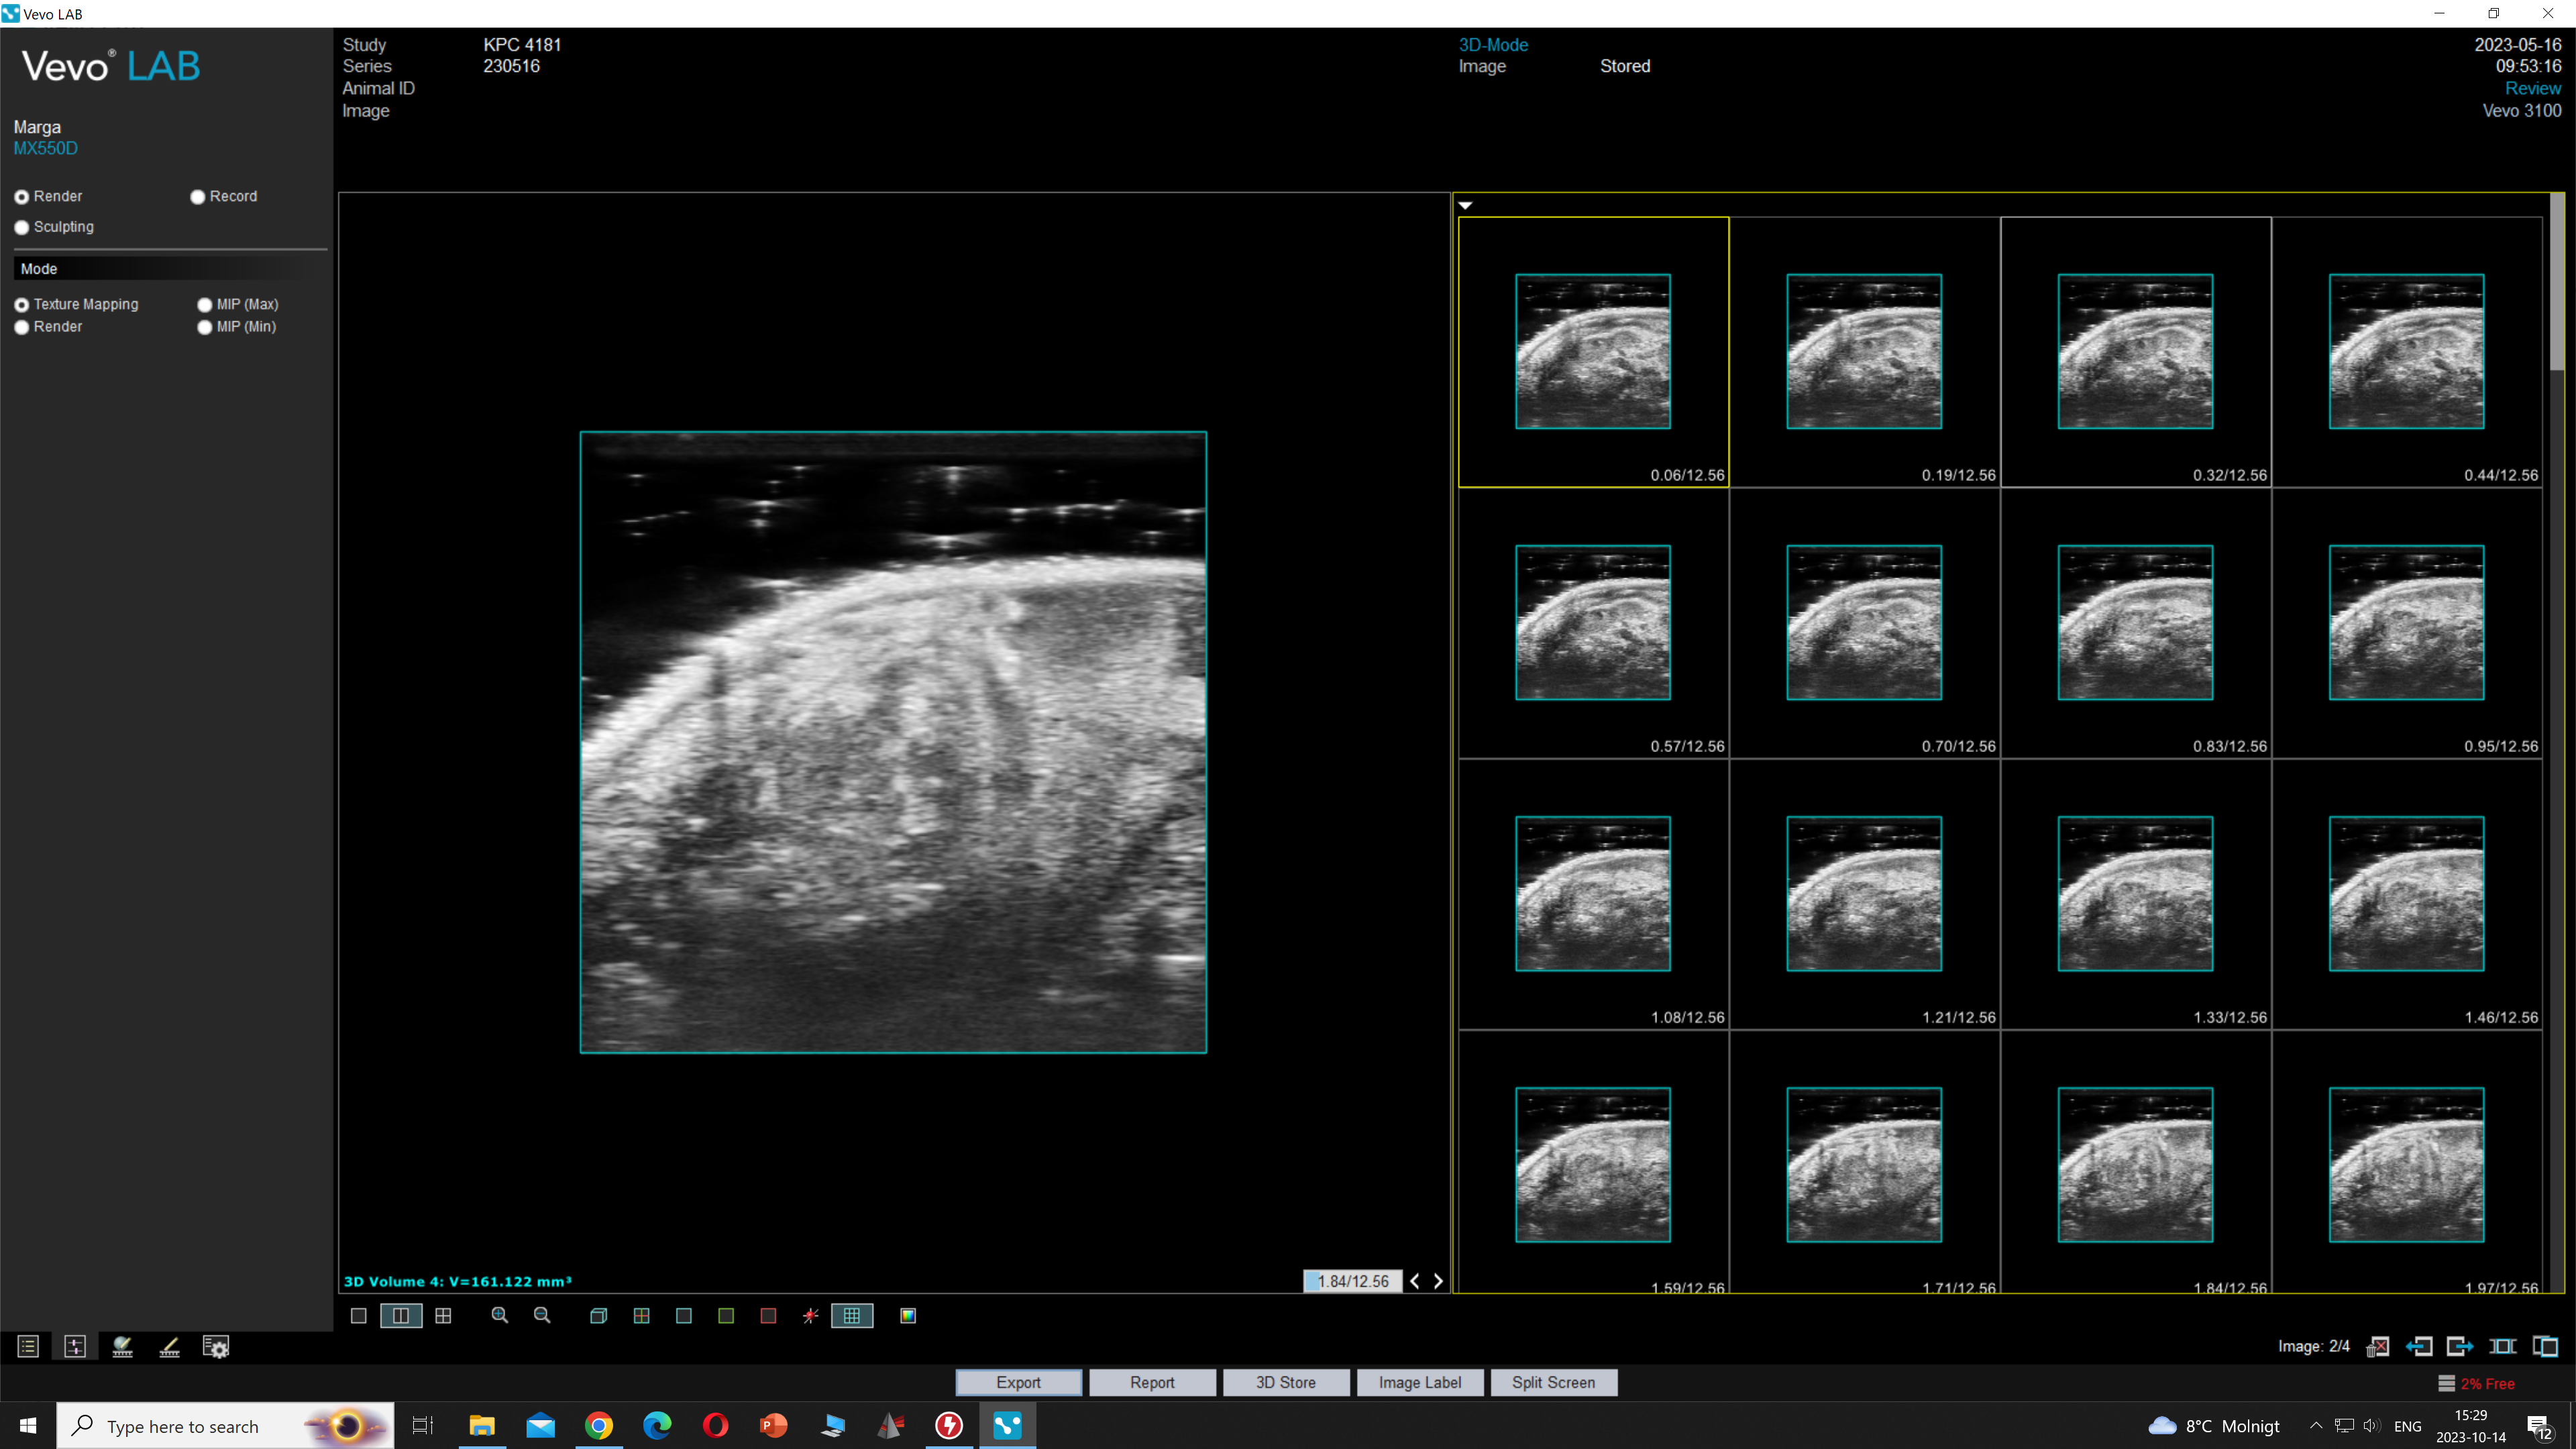 Vevo LAB
Vevo® LAB
Marga
MX550D
Render
Record
Sculpting
Mode
Texture Mapping
MIP (Max)
Render
MIP (Min)
Study KPC 4181
Series 230516
Animal ID
Image
3D-Mode
Image Stored
2023-05-16
09:53:16
Review
Vevo 3100
0.06/12.56
0.19/12.56
0.32/12.56
0.44/12.56
0.57/12.56
0.70/12.56
0.83/12.56
0.95/12.56
1.08/12.56
1.21/12.56
1.33/12.56
1.46/12.56
1.59/12.56
1.71/12.56
1.84/12.56
1.97/12.56
3D Volume 4: V=161.122 mm³
1.84/12.56
Image: 2/4
Export
Report
3D Store
Image Label
Split Screen
2% Free
Type here to search
8°C Molnigt
ENG
15:29
2023-10-14
12